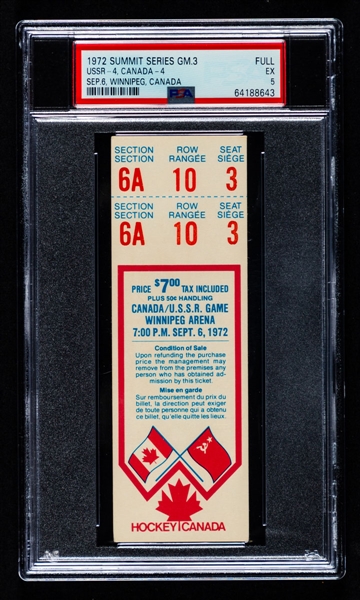 1972 SUMMIT SERIES GM.3 FULL
USSR - 4, CANADA - 4 EX
SEP.6, WINNIPEG, CANADA 5
PSA 64188643
SECTION ROW SEAT
SECTION RANGÉE SIÈGE
6A 10 3
SECTION ROW SEAT
SECTION RANGÉE SIÈGE
6A 10 3
PRICE $7.00 TAX INCLUDED
PLUS 50¢ HANDLING
CANADA/U.S.S.R. GAME
WINNIPEG ARENA
7:00 P.M. SEPT. 6, 1972
Condition of Sale
Upon refunding the purchase
price the management may
remove from the premises any
person who has obtained ad-
mission by this ticket.
Mise en garde
Sur remboursement du prix du
billet, la direction peut exiger
de toute personne qui a obtenu
ce billet, qu'elle quitte les lieux.
HOCKEY CANADA